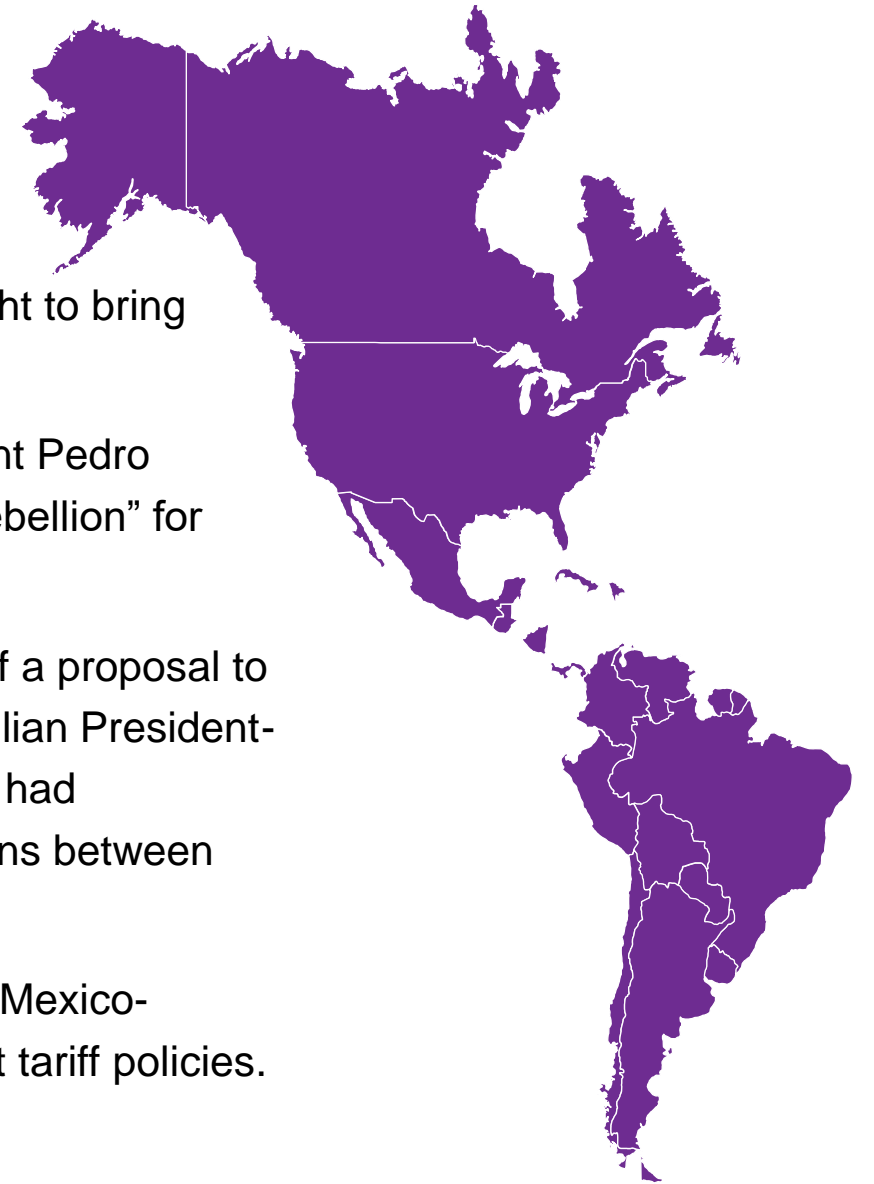 ht to bring
nt Pedro
ebellion” for
f a proposal to
lian President-
had
ns between
Mexico-
t tariff policies.